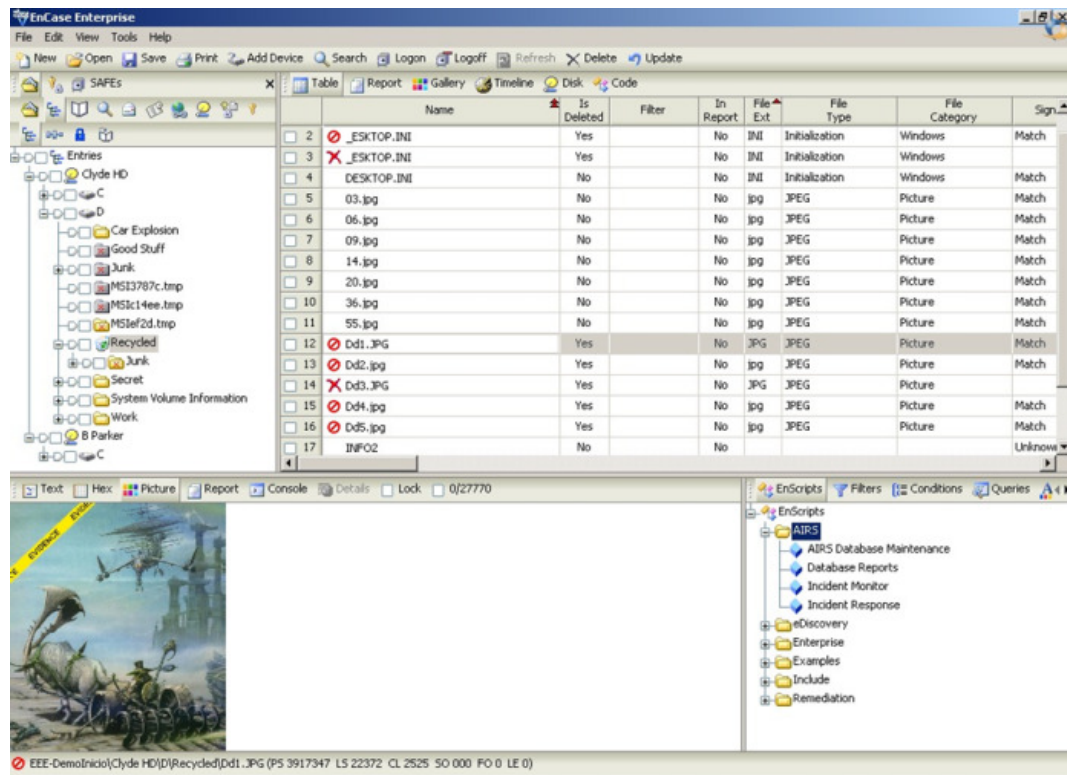 EnCase Enterprise
File Edit View Tools Help
New Open Save Print Add Device Search Logon Logoff Refresh Delete Update
SAFEs
Table Report Gallery Timeline Disk Code
Name Is Deleted Filter In Report File Ext File Type File Category Sign
2 _ESKTOP.INI Yes No INI Initialization Windows Match
3 _ESKTOP.INI Yes No INI Initialization Windows
4 DESKTOP.INI No No INI Initialization Windows Match
5 03.jpg No No jpg JPEG Picture Match
6 06.jpg No No jpg JPEG Picture Match
7 09.jpg No No jpg JPEG Picture Match
8 14.jpg No No jpg JPEG Picture Match
9 20.jpg No No jpg JPEG Picture Match
10 36.jpg No No jpg JPEG Picture Match
11 55.jpg No No jpg JPEG Picture Match
12 Dd1.JPG Yes No JPG JPEG Picture Match
13 Dd2.jpg Yes No jpg JPEG Picture Match
14 Dd3.JPG Yes No JPG JPEG Picture
15 Dd4.jpg Yes No jpg JPEG Picture Match
16 Dd5.jpg Yes No jpg JPEG Picture Match
17 INFO2 No No Unknow
Entries
Clyde HD
C
D
Car Explosion
Good Stuff
Junk
MSI3787c.tmp
MSIc14ee.tmp
MSIef2d.tmp
Recycled
Junk
Secret
System Volume Information
Work
B Parker
C
Text Hex Picture Report Console Details Lock 0/27770
EVIDENCE
EnScripts Filters Conditions Queries
EnScripts
AIRS
AIRS Database Maintenance
Database Reports
Incident Monitor
Incident Response
eDiscovery
Enterprise
Examples
Include
Remediation
EEE-DemoInicio\Clyde HD\D\Recycled\Dd1.JPG (PS 3917347 LS 22372 CL 2525 SO 000 FO 0 LE 0)